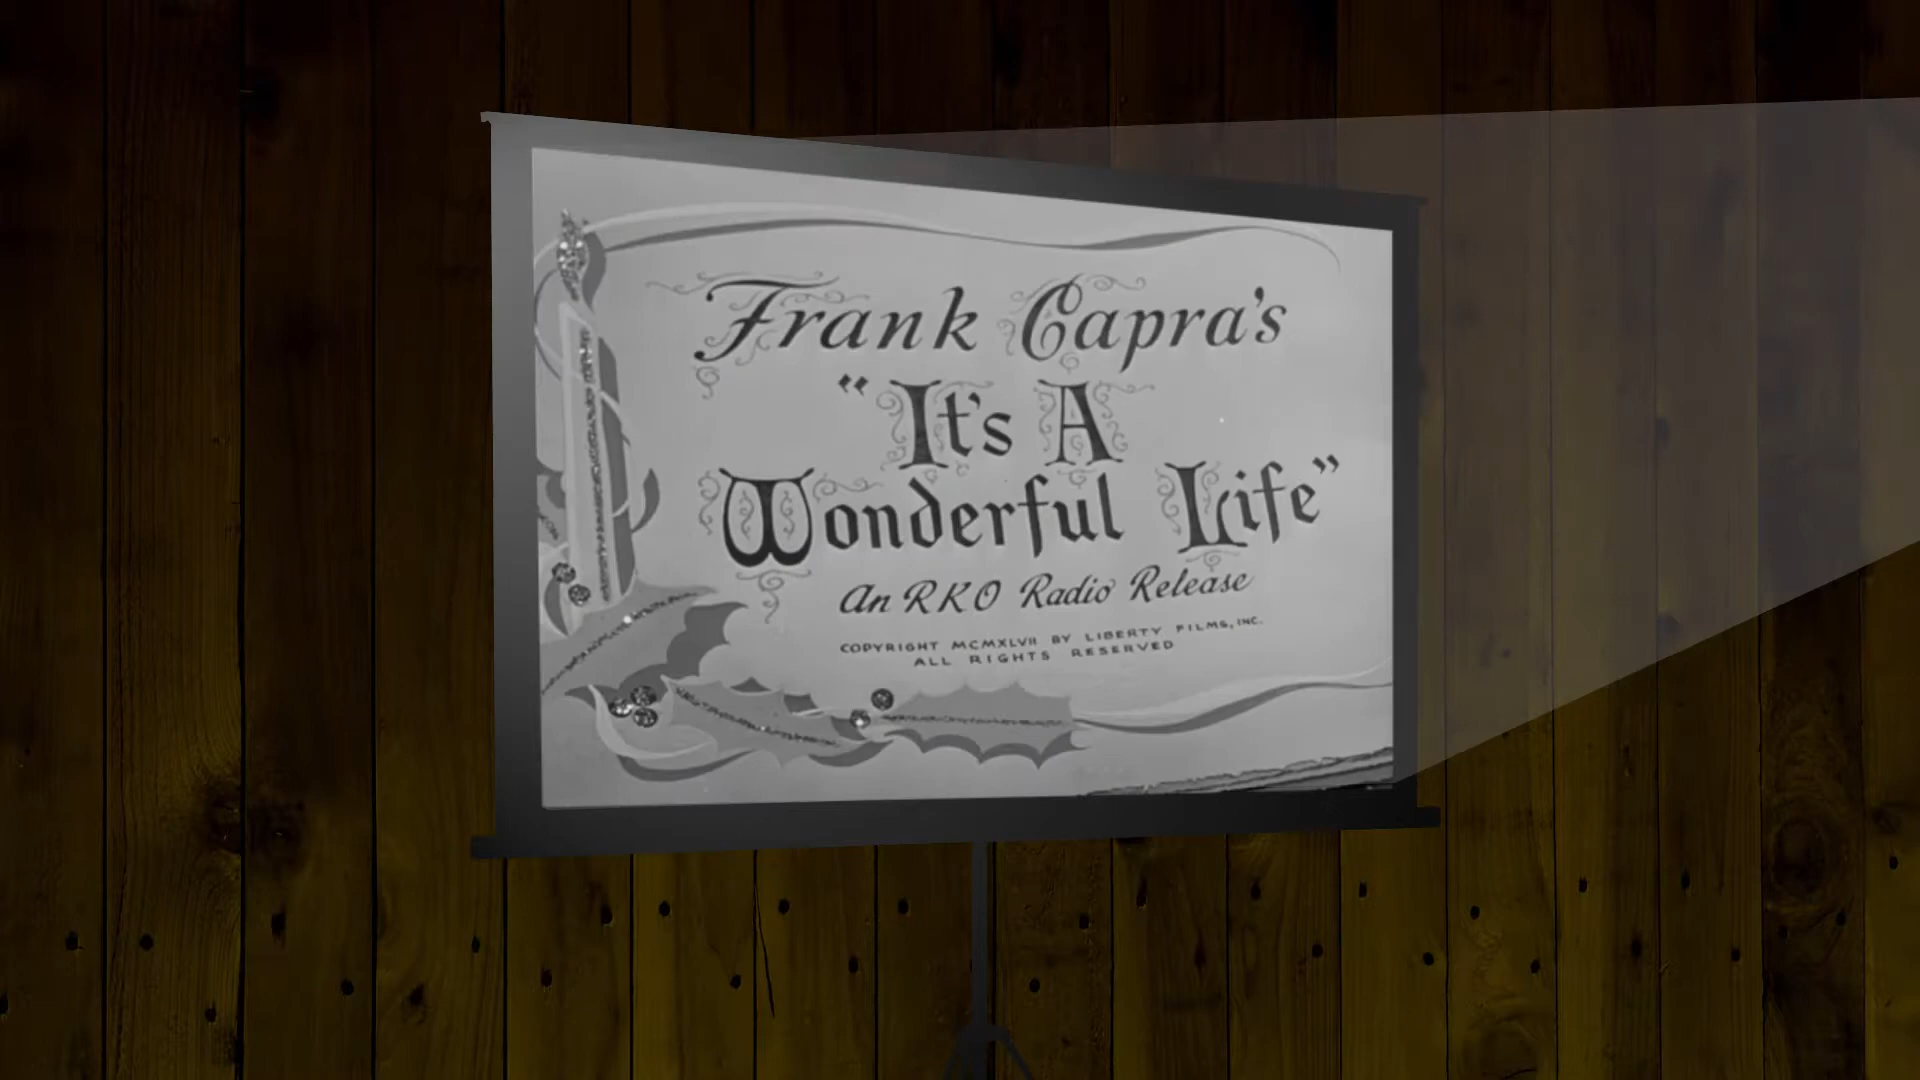 Frank Capra's
"It's A
Wonderful Life"
An RKO Radio Release
COPYRIGHT MCMXLVII BY LIBERTY FILMS, INC.
ALL RIGHTS RESERVED